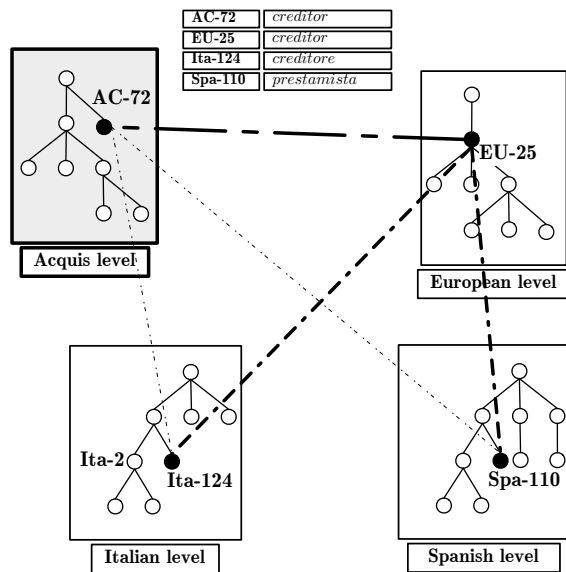 AC-72 creditor
EU-25 creditor
Ita-124 creditore
Spa-110 prestamista
AC-72
EU-25
Acquis level
European level
Ita-2
Ita-124
Spa-110
Italian level
Spanish level